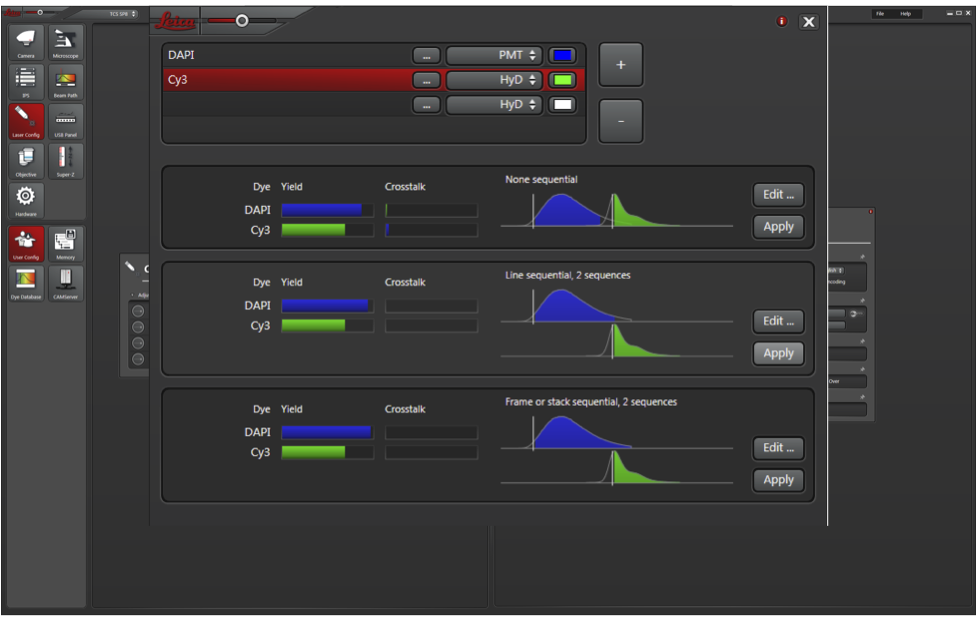 Leica
TCS SP8
File Help
Camera Microscope
IPS Beam Path
Laser Config USB Panel
Objective Super-Z
Hardware
User Config Memory
Dye Database CAMServer
Leica
DAPI ... PMT
Cy3 ... HyD
... HyD
+
-
Dye Yield Crosstalk None sequential
DAPI
Cy3
Edit ...
Apply
Dye Yield Crosstalk Line sequential, 2 sequences
DAPI
Cy3
Edit ...
Apply
Dye Yield Crosstalk Frame or stack sequential, 2 sequences
DAPI
Cy3
Edit ...
Apply
Over